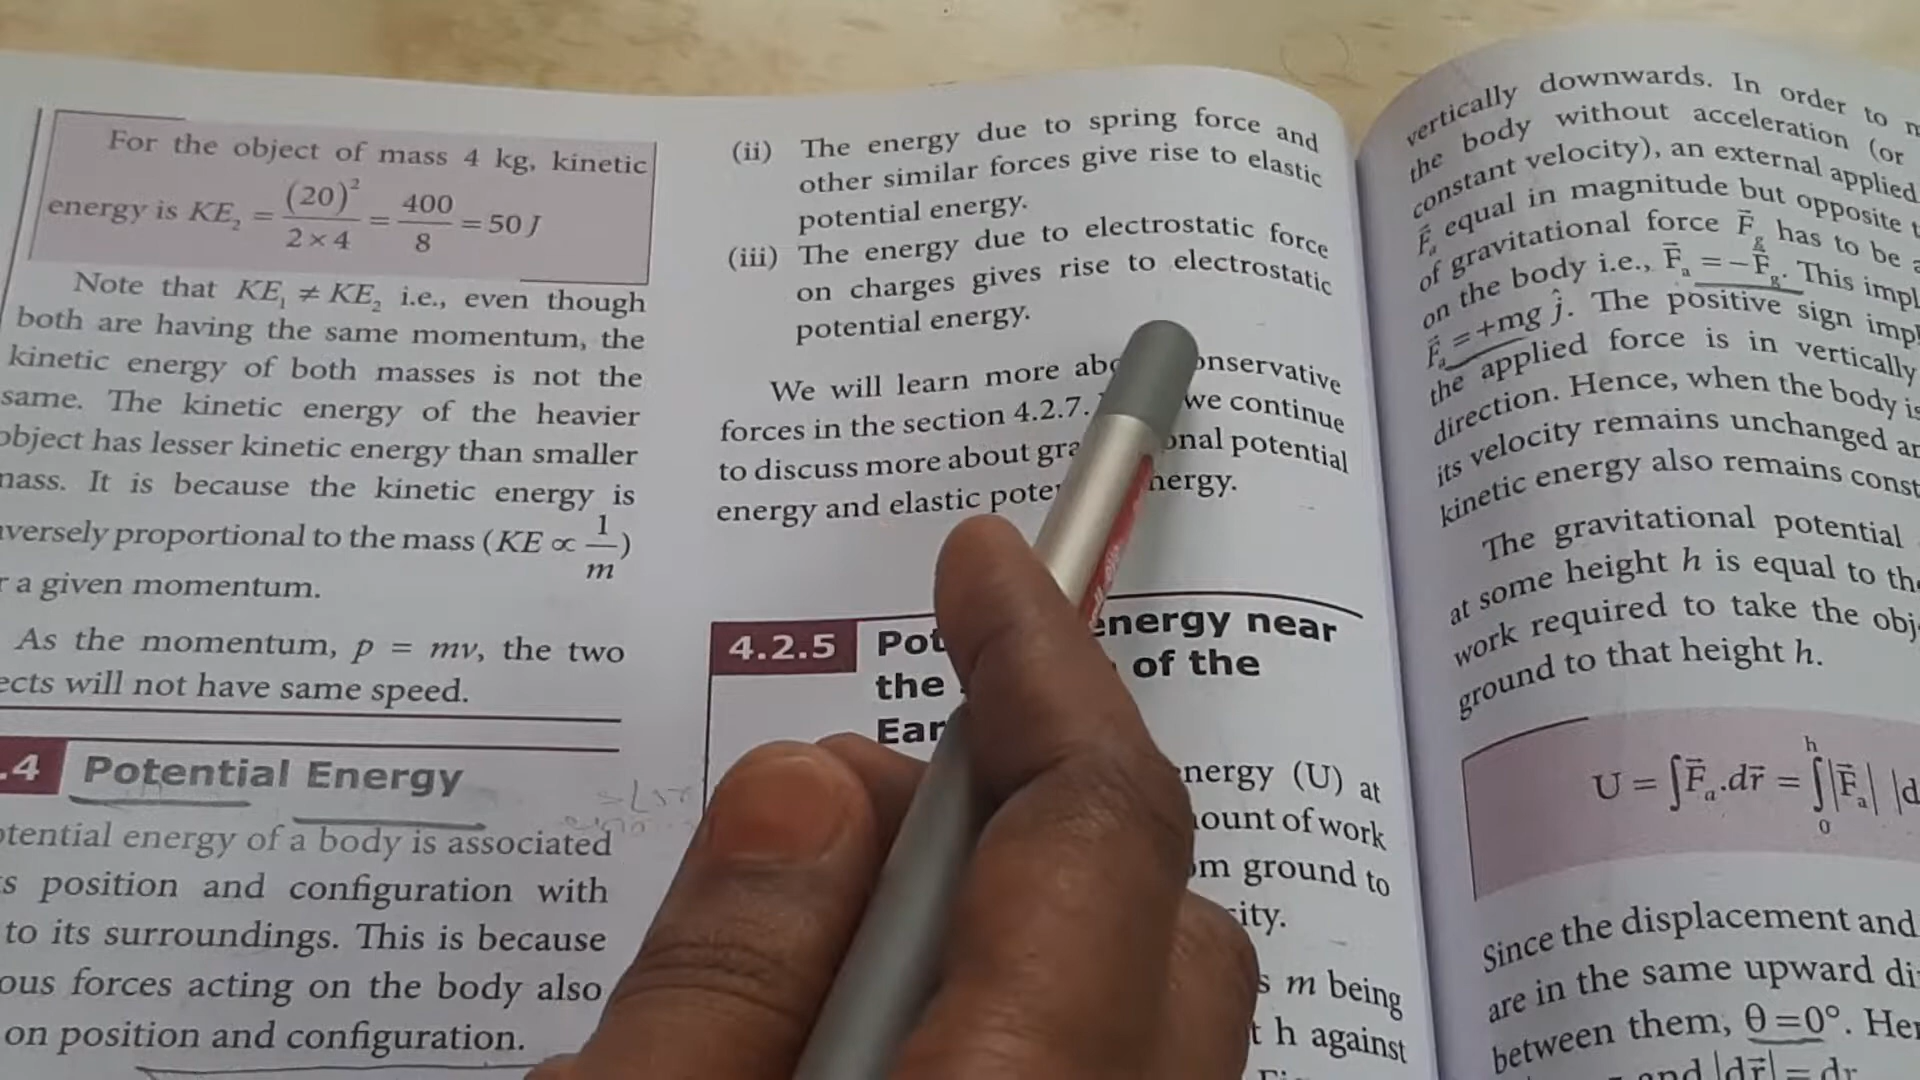 For the object of mass 4 kg, kinetic
energy is KE₂ = (20)²/(2 × 4) = 400/8 = 50 J
Note that KE₁ ≠ KE₂ i.e., even though
both are having the same momentum, the
kinetic energy of both masses is not the
same. The kinetic energy of the heavier
object has lesser kinetic energy than smaller
mass. It is because the kinetic energy is
versely proportional to the mass (KE ∝ 1/m)
a given momentum.
As the momentum, p = mv, the two
ects will not have same speed.
.4 Potential Energy
tential energy of a body is associated
s position and configuration with
to its surroundings. This is because
ous forces acting on the body also
on position and configuration.
(ii) The energy due to spring force and
other similar forces give rise to elastic
potential energy.
(iii) The energy due to electrostatic force
on charges gives rise to electrostatic
potential energy.
We will learn more abo onservative
forces in the section 4.2.7. we continue
to discuss more about gra onal potential
energy and elastic pote nergy.
4.2.5 Pot energy near
the of the
Ear
nergy (U) at
ount of work
om ground to
ity.
s m being
t h against
vertically downwards. In order to m
the body without acceleration (or
constant velocity), an external applied
F⃗ₐ equal in magnitude but opposite t
of gravitational force F⃗g has to be a
on the body i.e., F⃗ₐ = −F⃗g. This impl
F⃗ₐ = +mg ĵ. The positive sign impl
the applied force is in vertically
direction. Hence, when the body is
its velocity remains unchanged an
kinetic energy also remains const
The gravitational potential
at some height h is equal to the
work required to take the obj
ground to that height h.
U = ∫F⃗ₐ.dr⃗ = ∫₀ʰ|F⃗ₐ| |d
Since the displacement and
are in the same upward di
between them, θ = 0°. Her
and |dr⃗| = dr